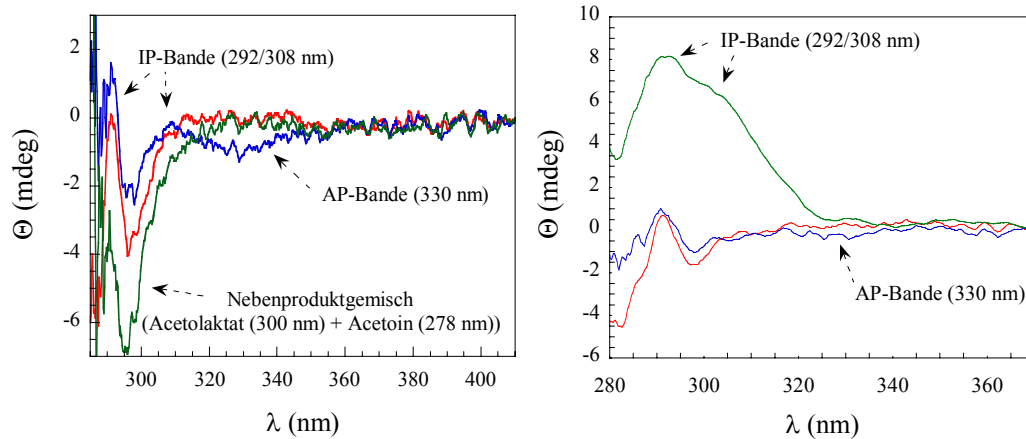 IP-Bande (292/308 nm)
AP-Bande (330 nm)
Nebenproduktgemisch
(Acetolaktat (300 nm) + Acetoin (278 nm))
Θ (mdeg)
2
0
-2
-4
-6
300
320
340
360
380
400
λ (nm)
IP-Bande (292/308 nm)
AP-Bande (330 nm)
Θ (mdeg)
8
6
4
2
0
-2
-4
-6
280
300
320
340
360
λ (nm)